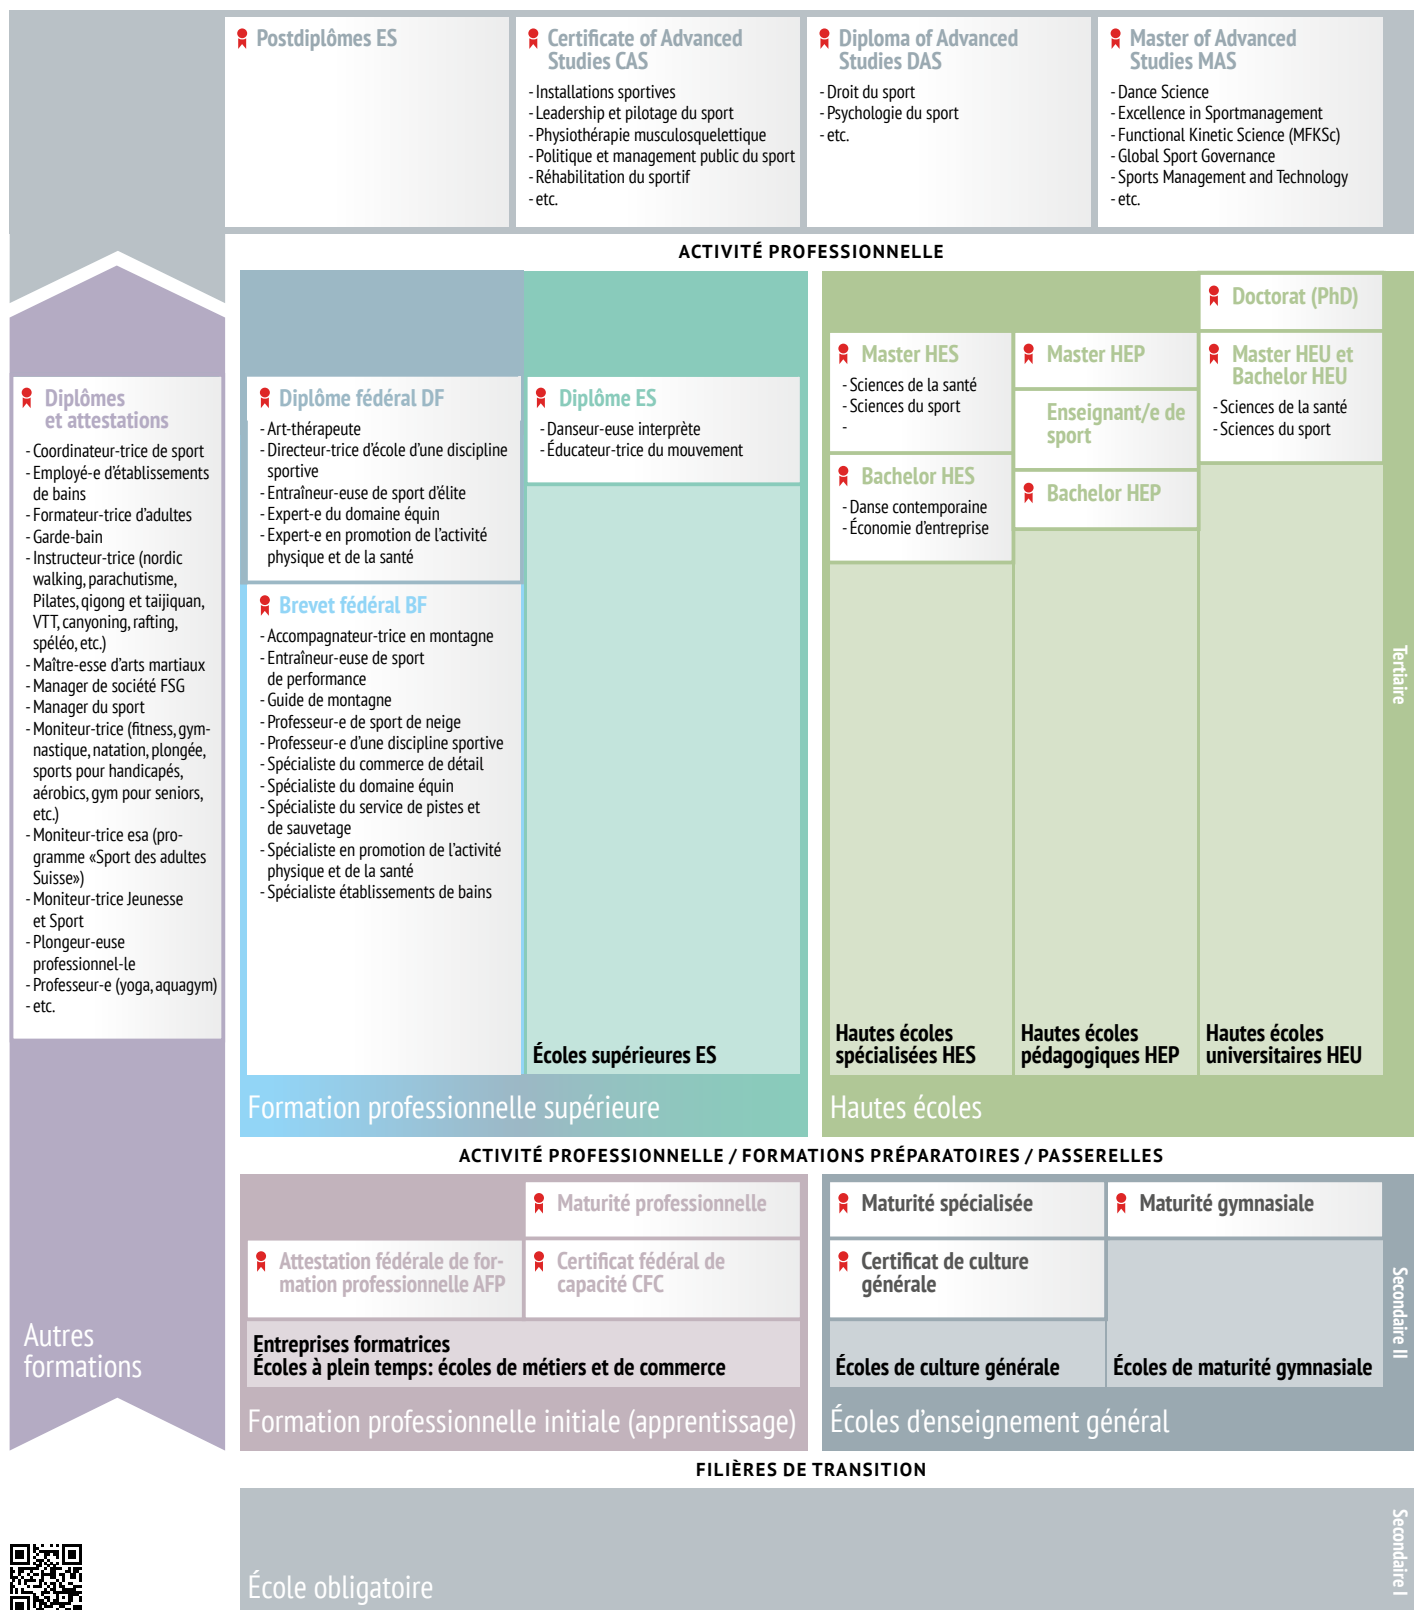 Postdiplômes ES
Certificate of Advanced
Studies CAS
- Installations sportives
- Leadership et pilotage du sport
- Physiothérapie musculosquelettique
- Politique et management public du sport
- Réhabilitation du sportif
- etc.
Diploma of Advanced
Studies DAS
- Droit du sport
- Psychologie du sport
- etc.
Master of Advanced
Studies MAS
- Dance Science
- Excellence in Sportmanagement
- Functional Kinetic Science (MFKSc)
- Global Sport Governance
- Sports Management and Technology
- etc.
ACTIVITÉ PROFESSIONNELLE
Diplômes
et attestations
- Coordinateur-trice de sport
- Employé-e d'établissements
de bains
- Formateur-trice d'adultes
- Garde-bain
- Instructeur-trice (nordic
walking, parachutisme,
Pilates, qigong et taijiquan,
VTT, canyoning, rafting,
spéléo, etc.)
- Maître-esse d'arts martiaux
- Manager de société FSG
- Manager du sport
- Moniteur-trice (fitness, gym-
nastique, natation, plongée,
sports pour handicapés,
aérobics, gym pour seniors,
etc.)
- Moniteur-trice esa (pro-
gramme «Sport des adultes
Suisse»)
- Moniteur-trice Jeunesse
et Sport
- Plongeur-euse
professionnel-le
- Professeur-e (yoga, aquagym)
- etc.
Autres
formations
Diplôme fédéral DF
- Art-thérapeute
- Directeur-trice d'école d'une discipline
sportive
- Entraîneur-euse de sport d'élite
- Expert-e du domaine équin
- Expert-e en promotion de l'activité
physique et de la santé
Brevet fédéral BF
- Accompagnateur-trice en montagne
- Entraîneur-euse de sport
de performance
- Guide de montagne
- Professeur-e de sport de neige
- Professeur-e d'une discipline sportive
- Spécialiste du commerce de détail
- Spécialiste du domaine équin
- Spécialiste du service de pistes et
de sauvetage
- Spécialiste en promotion de l'activité
physique et de la santé
- Spécialiste établissements de bains
Diplôme ES
- Danseur-euse interprète
- Éducateur-trice du mouvement
Écoles supérieures ES
Formation professionnelle supérieure
Master HES
- Sciences de la santé
- Sciences du sport
-
Bachelor HES
- Danse contemporaine
- Économie d'entreprise
Hautes écoles
spécialisées HES
Master HEP
Enseignant/e de
sport
Bachelor HEP
Hautes écoles
pédagogiques HEP
Doctorat (PhD)
Master HEU et
Bachelor HEU
- Sciences de la santé
- Sciences du sport
Hautes écoles
universitaires HEU
Hautes écoles
Tertiaire
ACTIVITÉ PROFESSIONNELLE / FORMATIONS PRÉPARATOIRES / PASSERELLES
Maturité professionnelle
Attestation fédérale de for-
mation professionnelle AFP
Certificat fédéral de
capacité CFC
Entreprises formatrices
Écoles à plein temps: écoles de métiers et de commerce
Formation professionnelle initiale (apprentissage)
Maturité spécialisée
Certificat de culture
générale
Écoles de culture générale
Maturité gymnasiale
Écoles de maturité gymnasiale
Écoles d'enseignement général
Secondaire II
FILIÈRES DE TRANSITION
École obligatoire
Secondaire I